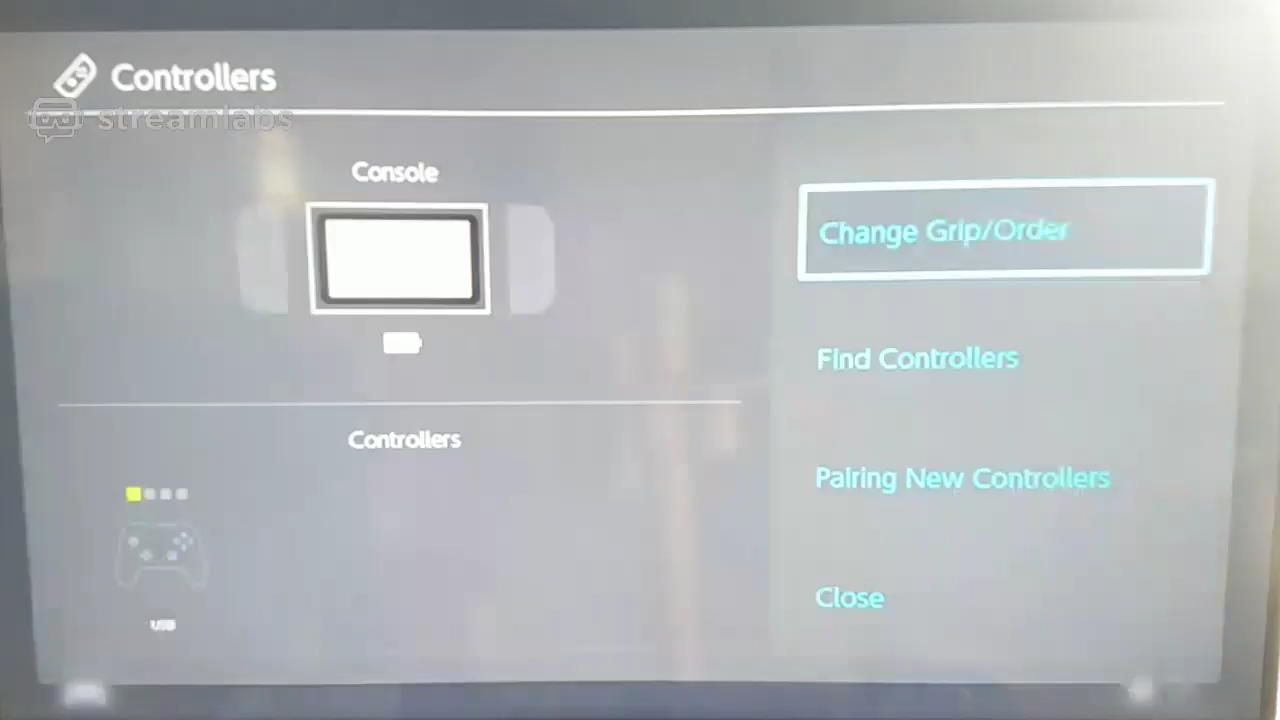 Controllers
streamlabs
Console
Change Grip/Order
Find Controllers
Controllers
Pairing New Controllers
Close
USB